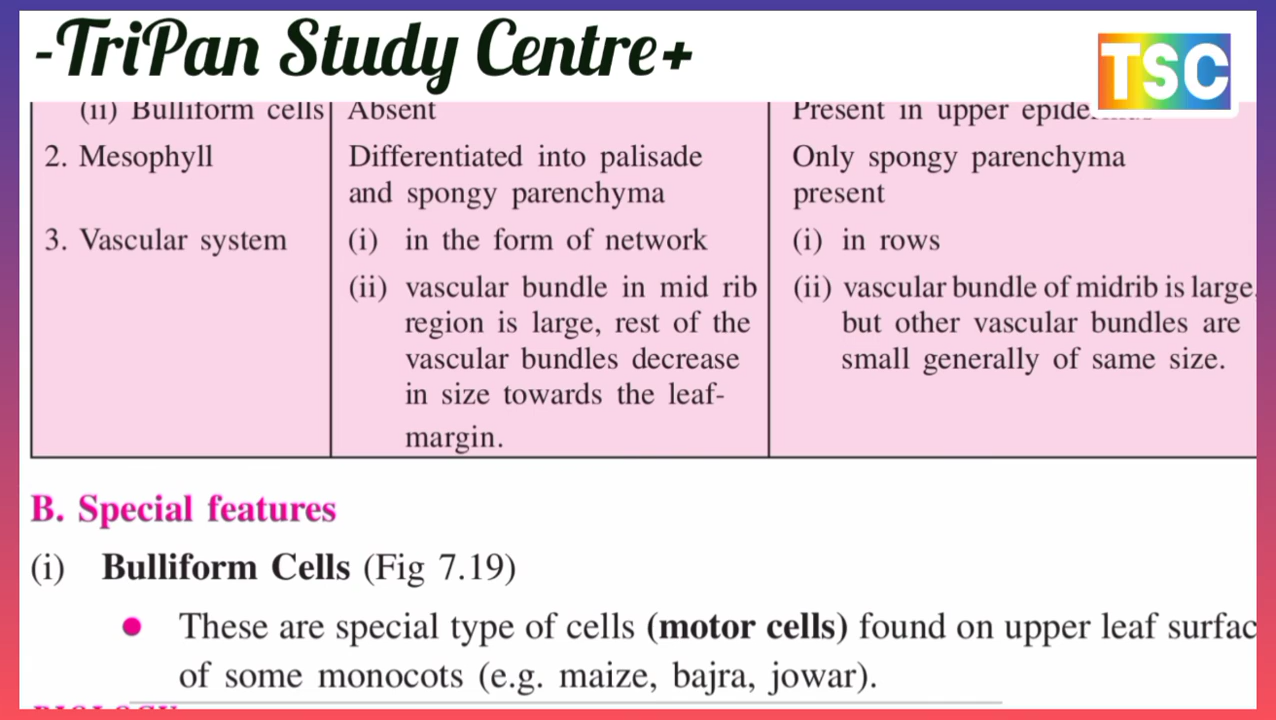 -TriPan Study Centre+
TSC
(ii) Bulliform cells Absent Present in upper
2. Mesophyll Differentiated into palisade Only spongy parenchyma
and spongy parenchyma present
3. Vascular system (i) in the form of network (i) in rows
(ii) vascular bundle in mid rib (ii) vascular bundle of midrib is large,
region is large, rest of the but other vascular bundles are
vascular bundles decrease small generally of same size.
in size towards the leaf-
margin.
B. Special features
(i) Bulliform Cells (Fig 7.19)
● These are special type of cells (motor cells) found on upper leaf surfac
of some monocots (e.g. maize, bajra, jowar).